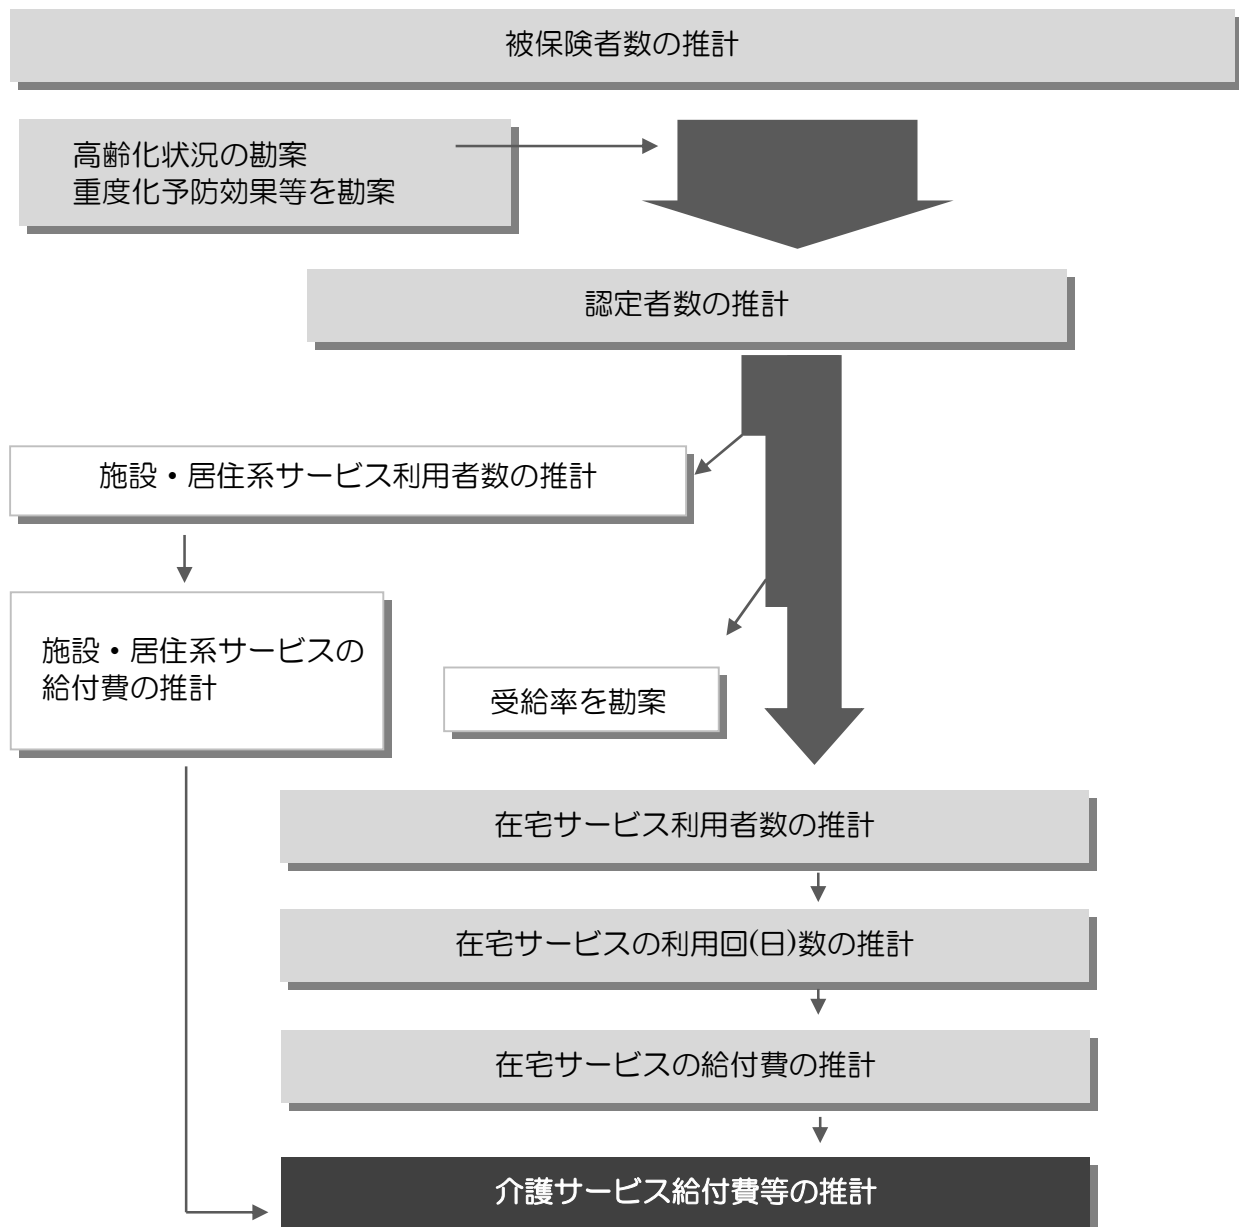 被保険者数の推計
高齢化状況の勘案
重度化予防効果等を勘案
認定者数の推計
施設・居住系サービス利用者数の推計
施設・居住系サービスの
給付費の推計
受給率を勘案
在宅サービス利用者数の推計
在宅サービスの利用回(日)数の推計
在宅サービスの給付費の推計
介護サービス給付費等の推計